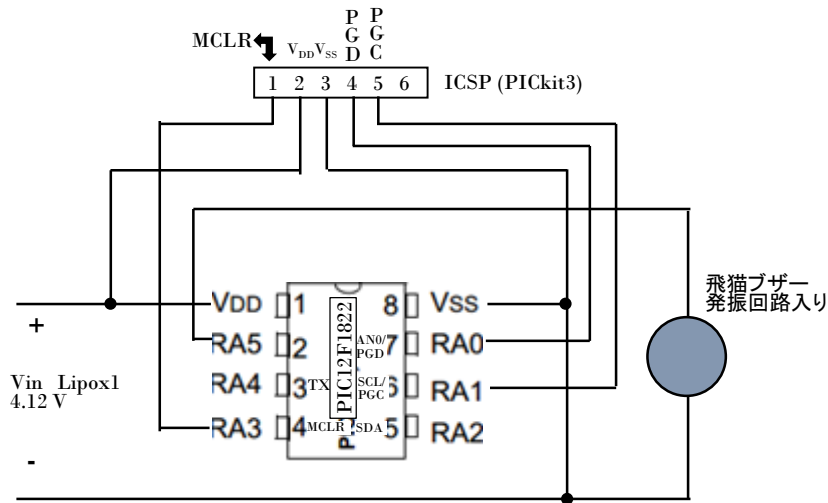 MCLR
VDD VSS
PGD
PGC
1 2 3 4 5 6
ICSP (PICkit3)
飛猫ブザー
発振回路入り
+
Vin Lipox1
4.12 V
-
VDD 1
RA5 2
RA4 3 TX
RA3 4 MCLR
PIC12F1822
8 VSS
AN0/
PGD
7 RA0
SCL/
PGC
6 RA1
SDA 5 RA2